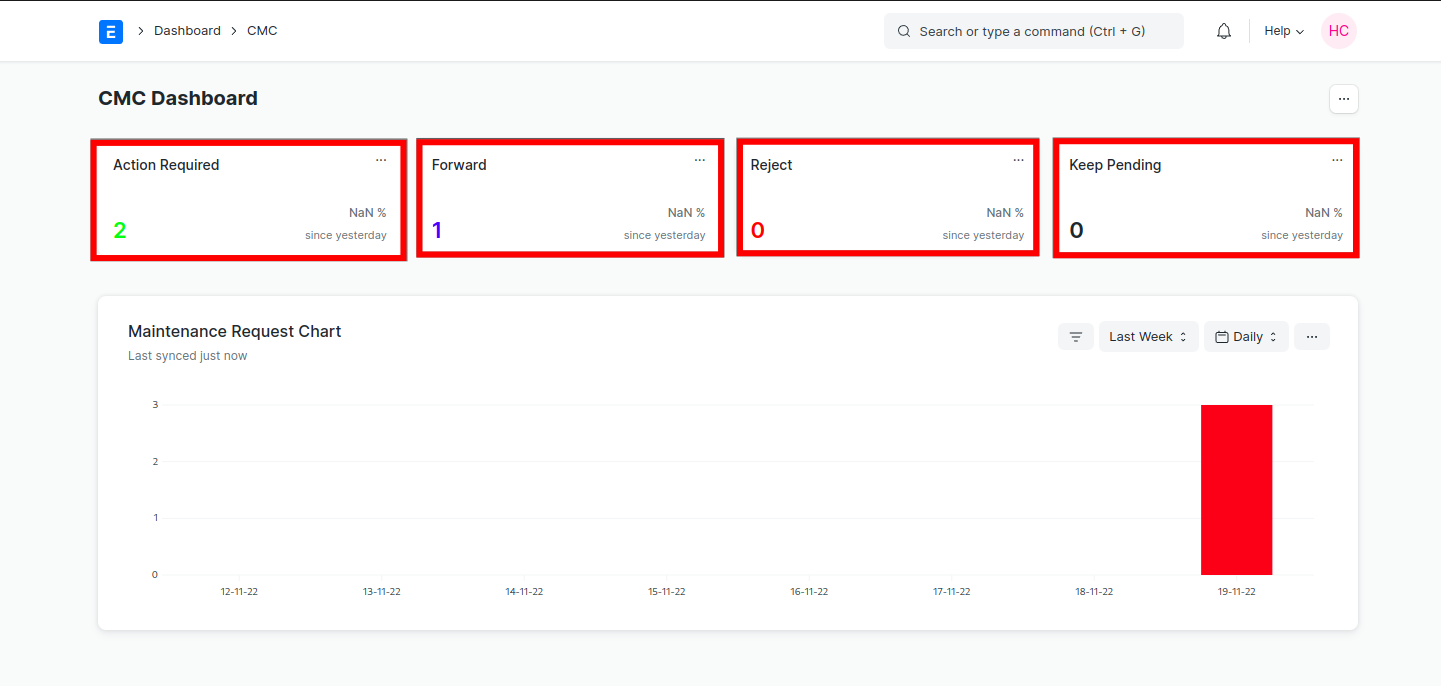 E Dashboard CMC Search or type a command (Ctrl + G) Help HC
CMC Dashboard ...
Action Required ... Forward ... Reject ... Keep Pending ...
NaN % NaN % NaN % NaN %
2 since yesterday 1 since yesterday 0 since yesterday 0 since yesterday
Maintenance Request Chart Last Week Daily ...
Last synced just now
3
2
1
0
12-11-22 13-11-22 14-11-22 15-11-22 16-11-22 17-11-22 18-11-22 19-11-22